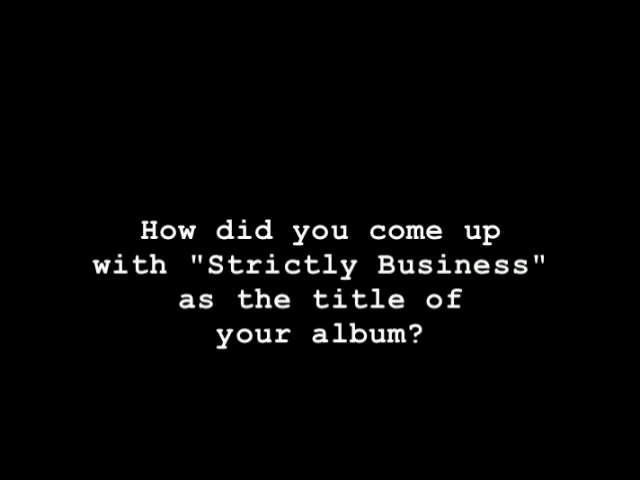 How did you come up
with "Strictly Business"
as the title of
your album?